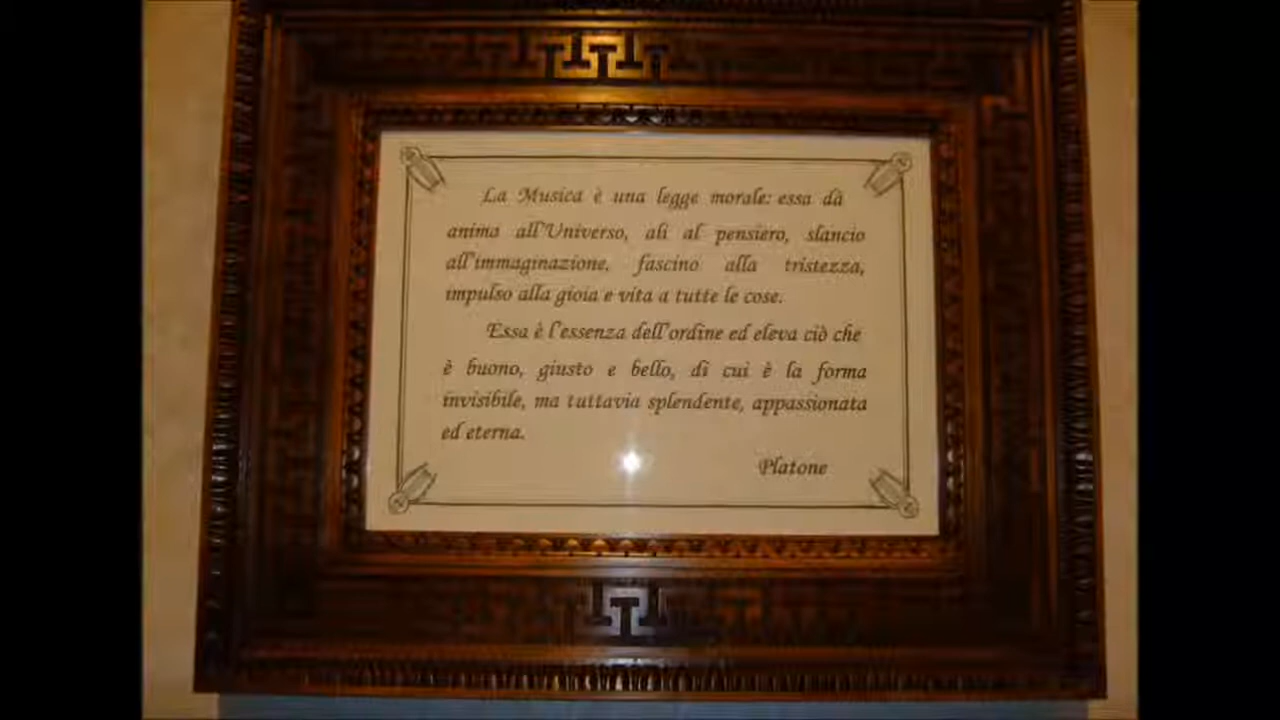 La Musica è una legge morale: essa dà
anima all'Universo, ali al pensiero, slancio
all'immaginazione, fascino alla tristezza,
impulso alla gioia e vita a tutte le cose.
Essa è l'essenza dell'ordine ed eleva ciò che
è buono, giusto e bello, di cui è la forma
invisibile, ma tuttavia splendente, appassionata
ed eterna.
Platone